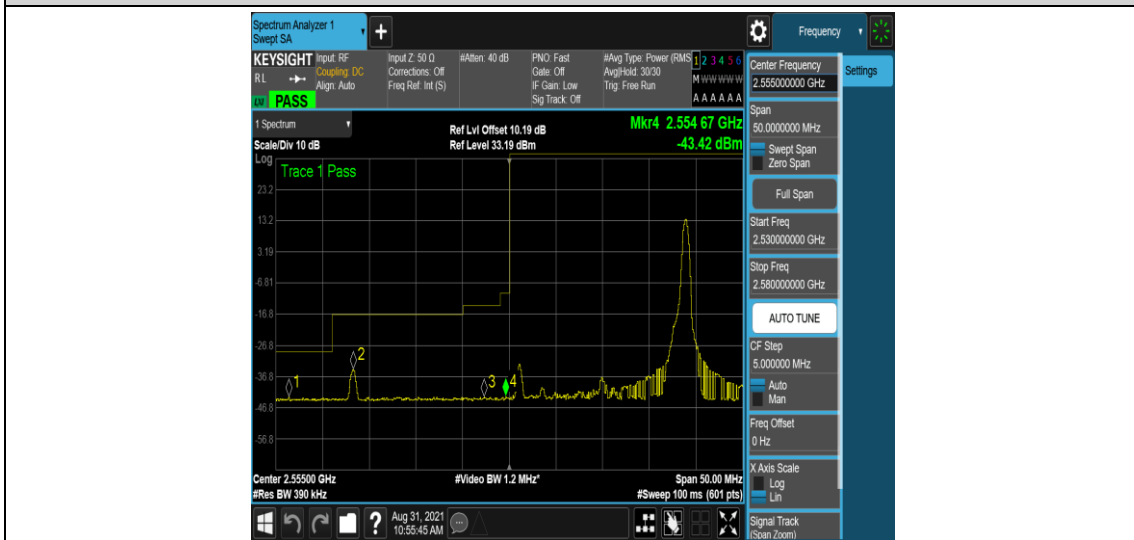 Spectrum Analyzer 1
Swept SA
+
Frequency
KEYSIGHT
RL
LXI
PASS
Input: RF
Coupling: DC
Align: Auto
Input Z: 50 Ω
Corrections: Off
Freq Ref: Int (S)
#Atten: 40 dB
PNO: Fast
Gate: Off
IF Gain: Low
Sig Track: Off
#Avg Type: Power (RMS
Avg|Hold: 30/30
Trig: Free Run
1 2 3 4 5 6
M W W W W W
A A A A A A
1 Spectrum
Scale/Div 10 dB
Ref Lvl Offset 10.19 dB
Ref Level 33.19 dBm
Mkr4 2.554 67 GHz
-43.42 dBm
Log
Trace 1 Pass
23.2
13.2
3.19
-6.81
-16.8
-26.8
-36.8
-46.8
-56.8
1
2
3
4
Center 2.55500 GHz
#Res BW 390 kHz
#Video BW 1.2 MHz*
Span 50.00 MHz
#Sweep 100 ms (601 pts)
?
Aug 31, 2021
10:55:45 AM
Center Frequency
2.555000000 GHz
Settings
Span
50.0000000 MHz
Swept Span
Zero Span
Full Span
Start Freq
2.530000000 GHz
Stop Freq
2.580000000 GHz
AUTO TUNE
CF Step
5.000000 MHz
Auto
Man
Freq Offset
0 Hz
X Axis Scale
Log
Lin
Signal Track
(Span Zoom)